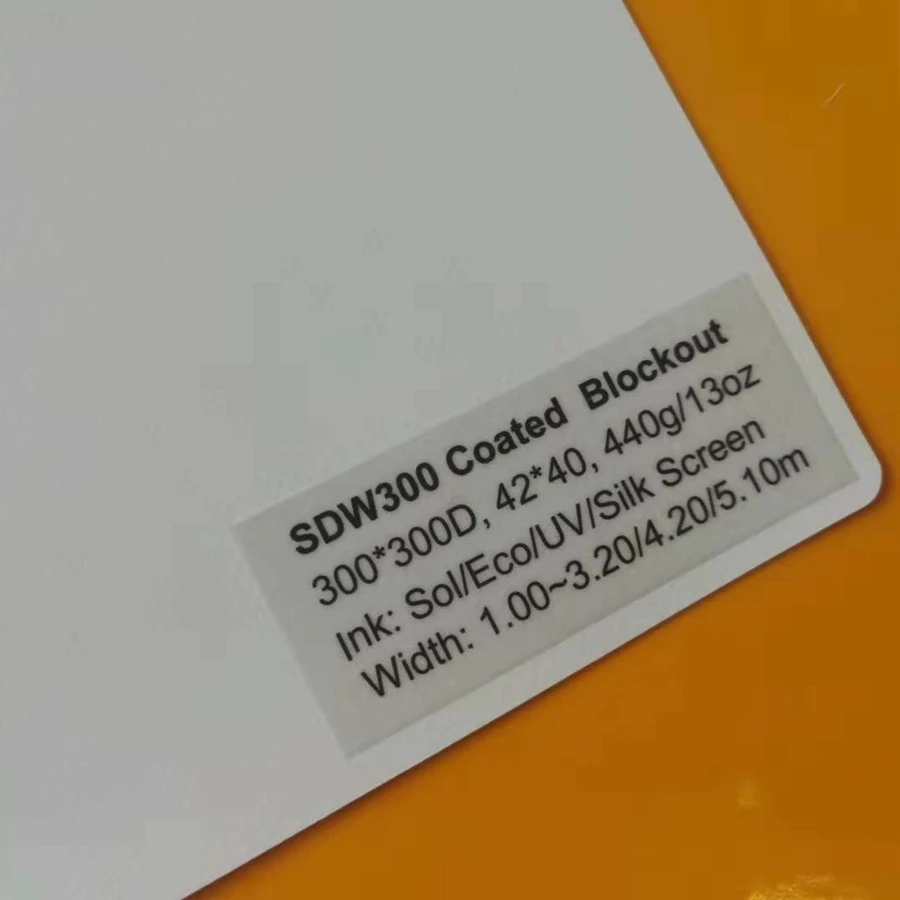 SDW300 Coated Blockout
300*300D, 42*40, 440g/13oz
Ink: Sol/Eco/UV/Silk Screen
Width: 1.00~3.20/4.20/5.10m